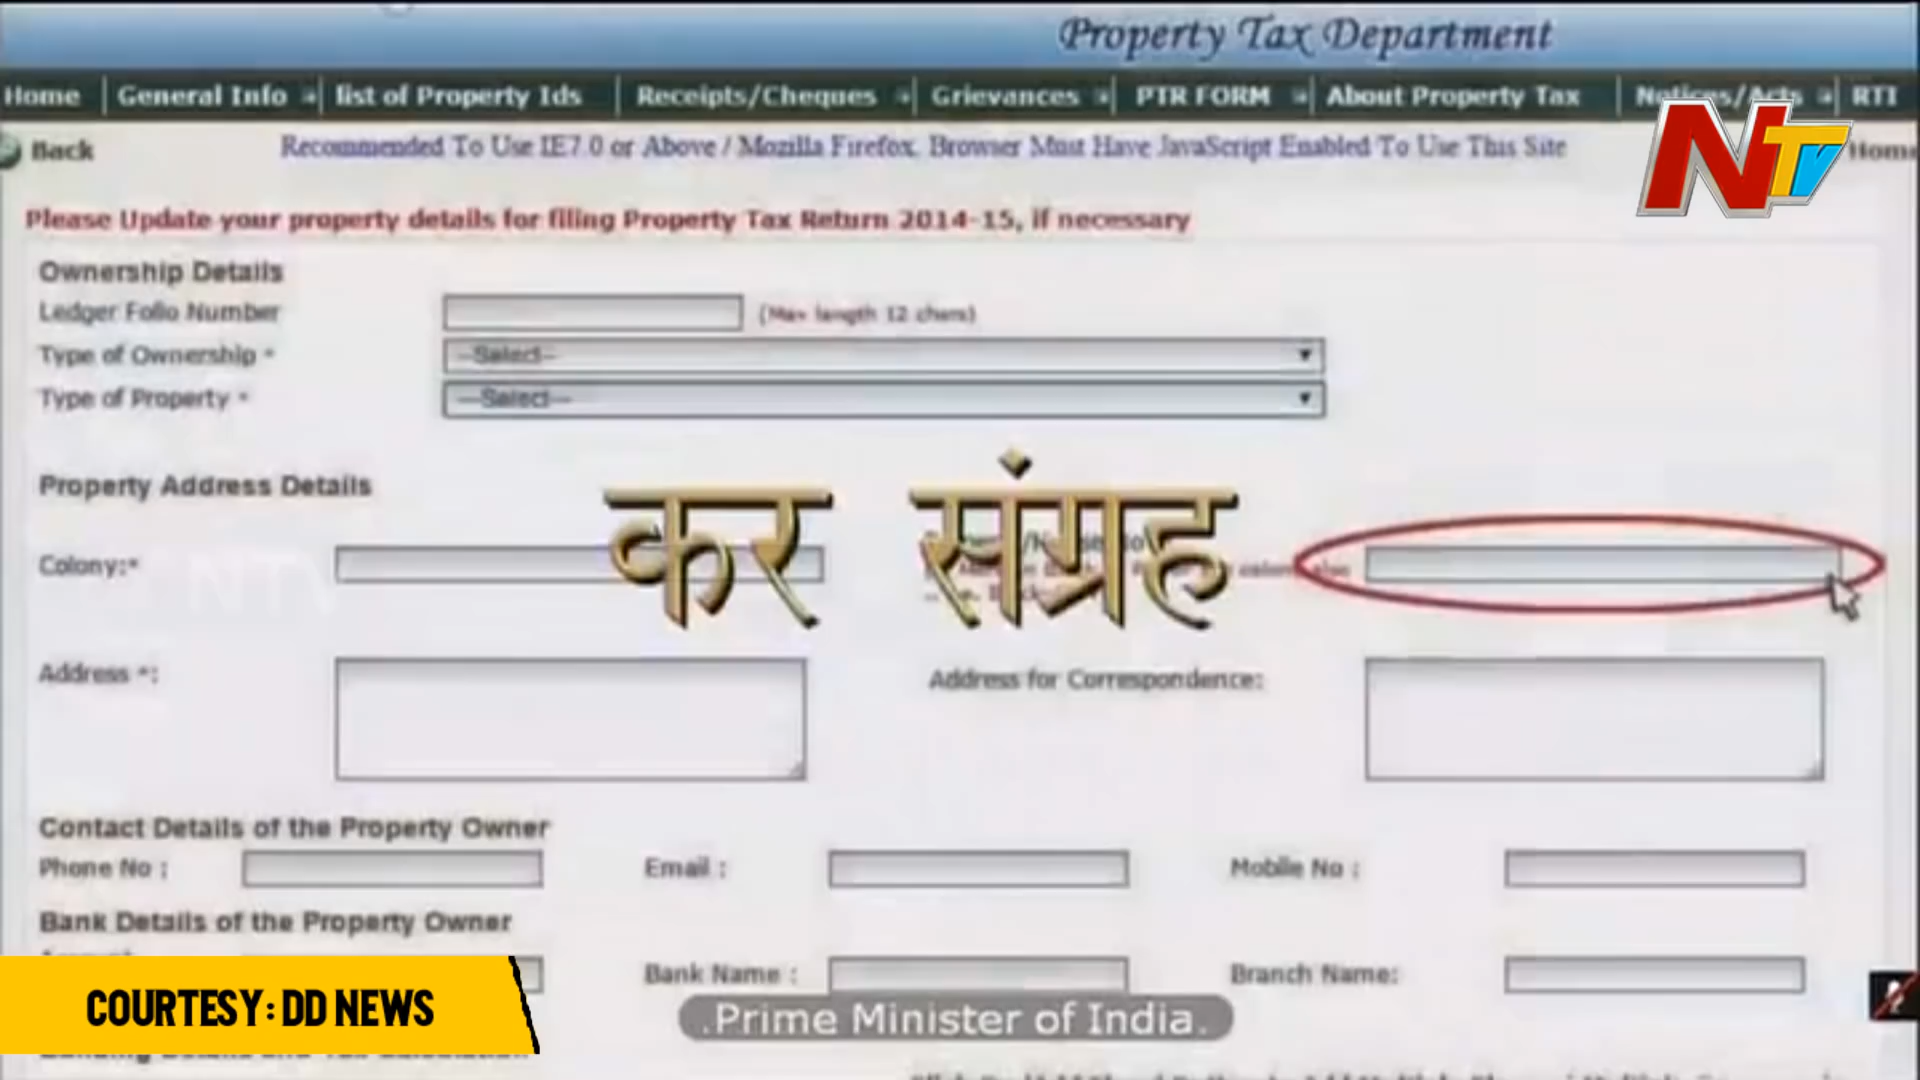 Property Tax Department
Home General Info list of Property Ids Receipts/Cheques Grievances PTR FORM About Property Tax Notices/Acts RTI
Back Recommended To Use IE7.0 or Above / Mozilla Firefox. Browser Must Have JavaScript Enabled To Use This Site Home
NTV
Please Update your property details for filing Property Tax Return 2014-15, if necessary
Ownership Details
Ledger Folio Number (Max length 12 chars)
Type of Ownership * --Select--
Type of Property * ---Select---
Property Address Details
कर संग्रह
Colony:*
NTV
Address *: Address for Correspondence:
Contact Details of the Property Owner
Phone No : Email : Mobile No :
Bank Details of the Property Owner
Bank Name : Branch Name:
COURTESY: DD NEWS
.Prime Minister of India.